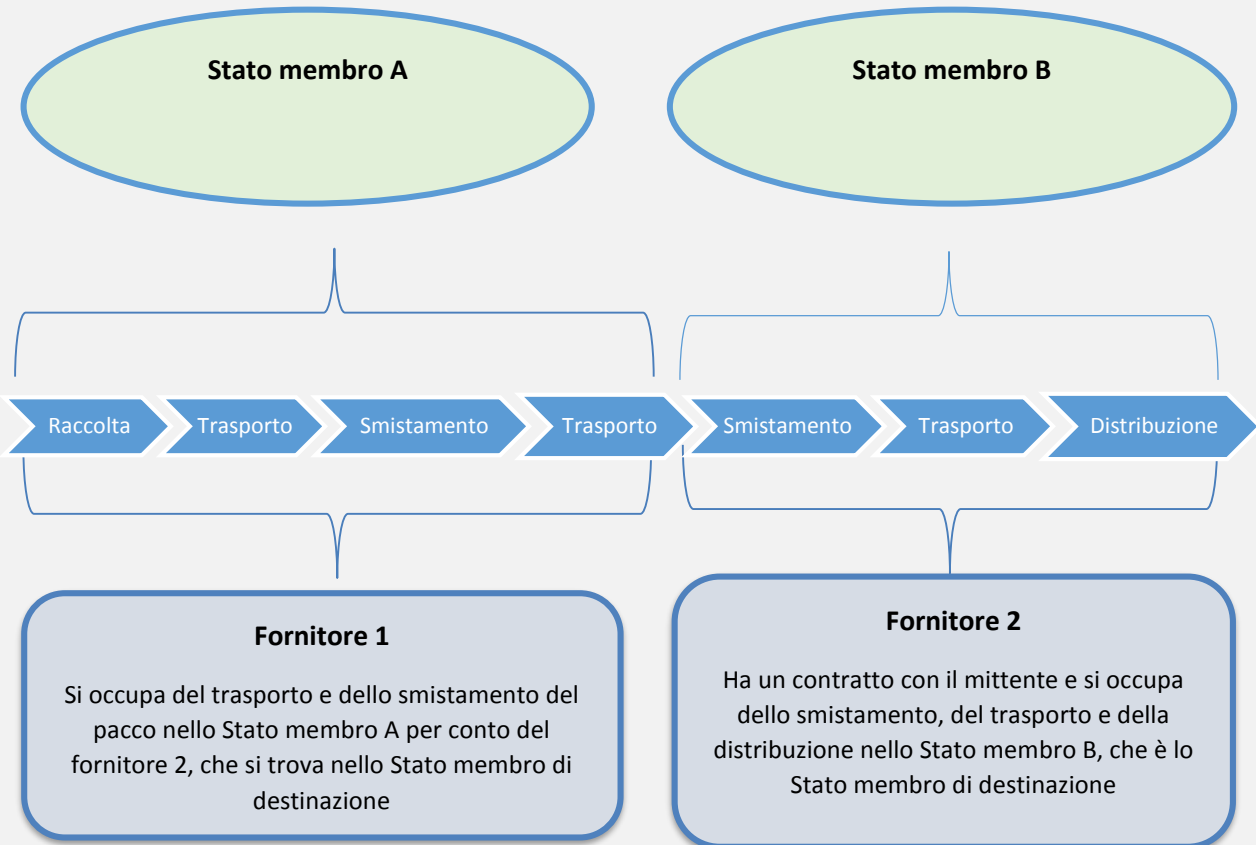 Stato membro A
Stato membro B
Raccolta
Trasporto
Smistamento
Trasporto
Smistamento
Trasporto
Distribuzione
Fornitore 1
Si occupa del trasporto e dello smistamento del
pacco nello Stato membro A per conto del
fornitore 2, che si trova nello Stato membro di
destinazione
Fornitore 2
Ha un contratto con il mittente e si occupa
dello smistamento, del trasporto e della
distribuzione nello Stato membro B, che è lo
Stato membro di destinazione